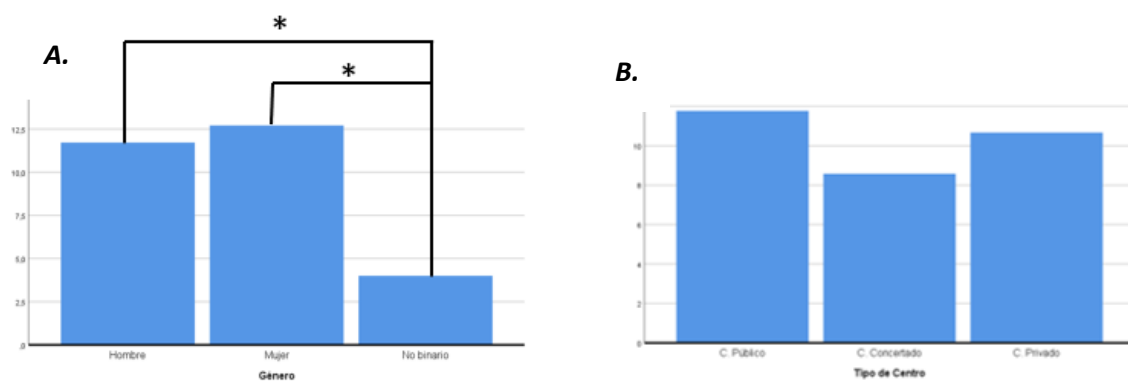 A.
*
*
12,5
10,0
7,5
5,0
2,5
,0
Hombre
Mujer
No binario
Género
B.
10
8
6
4
2
0
C. Público
C. Concertado
C. Privado
Tipo de Centro